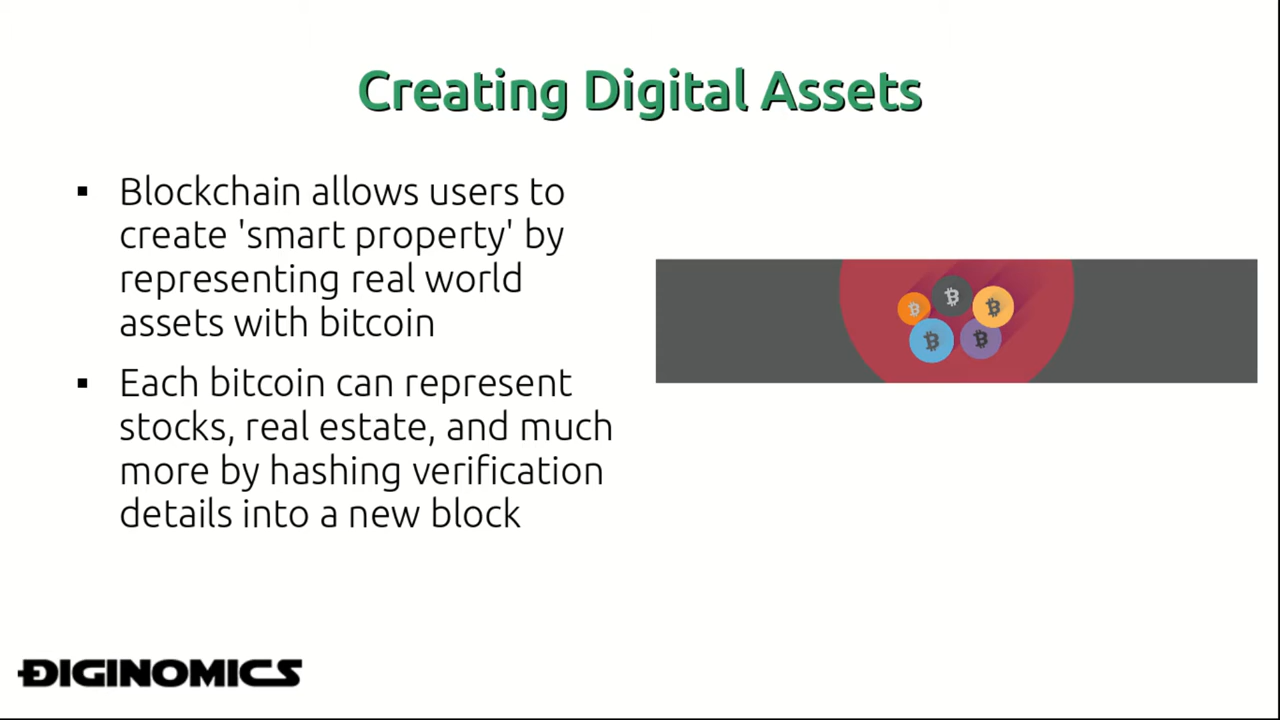 Creating Digital Assets
▪ Blockchain allows users to
create 'smart property' by
representing real world
assets with bitcoin
▪ Each bitcoin can represent
stocks, real estate, and much
more by hashing verification
details into a new block
DIGINOMICS